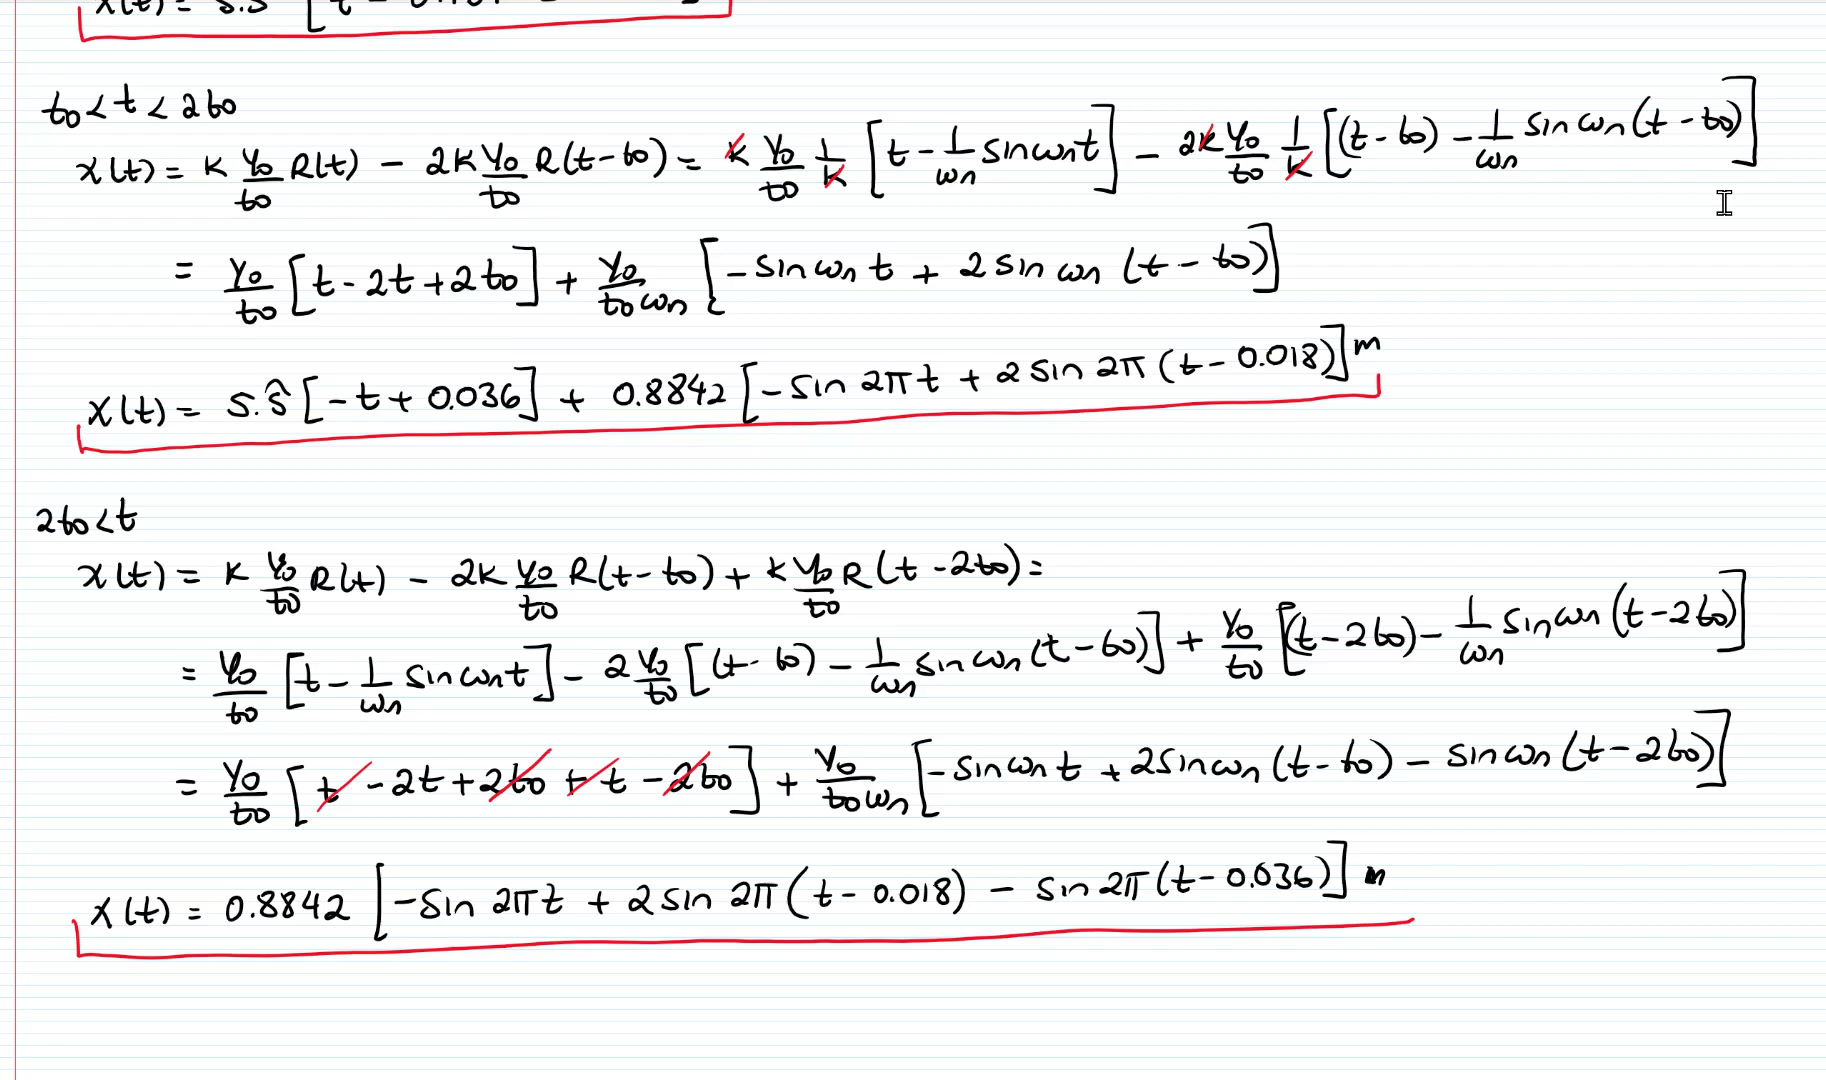 x(t) = 5.5̂ [t -
t₀ < t < 2t₀
x(t) = K Y₀/t₀ R(t) - 2K Y₀/t₀ R(t-t₀) = K Y₀/t₀ 1/K [t - 1/ωn sin ωnt] - 2K Y₀/t₀ 1/K [(t-t₀) - 1/ωn sin ωn(t-t₀)]
= Y₀/t₀ [t - 2t + 2t₀] + Y₀/t₀ωn [-sin ωn t + 2 sin ωn (t-t₀)]
x(t) = 5.5̂ [-t + 0.036] + 0.8842 [-sin 2πt + 2 sin 2π (t-0.018)] m
2t₀ < t
x(t) = K Y₀/t₀ R(t) - 2K Y₀/t₀ R(t-t₀) + K Y₀/t₀ R(t-2t₀) =
= Y₀/t₀ [t - 1/ωn sin ωnt] - 2 Y₀/t₀ [(t-t₀) - 1/ωn sin ωn (t-t₀)] + Y₀/t₀ [(t-2t₀) - 1/ωn sin ωn (t-2t₀)]
= Y₀/t₀ [t - 2t + 2t₀ + t - 2t₀] + Y₀/t₀ωn [-sin ωn t + 2 sin ωn (t-t₀) - sin ωn (t-2t₀)]
x(t) = 0.8842 [-sin 2πt + 2 sin 2π (t-0.018) - sin 2π (t-0.036)] m